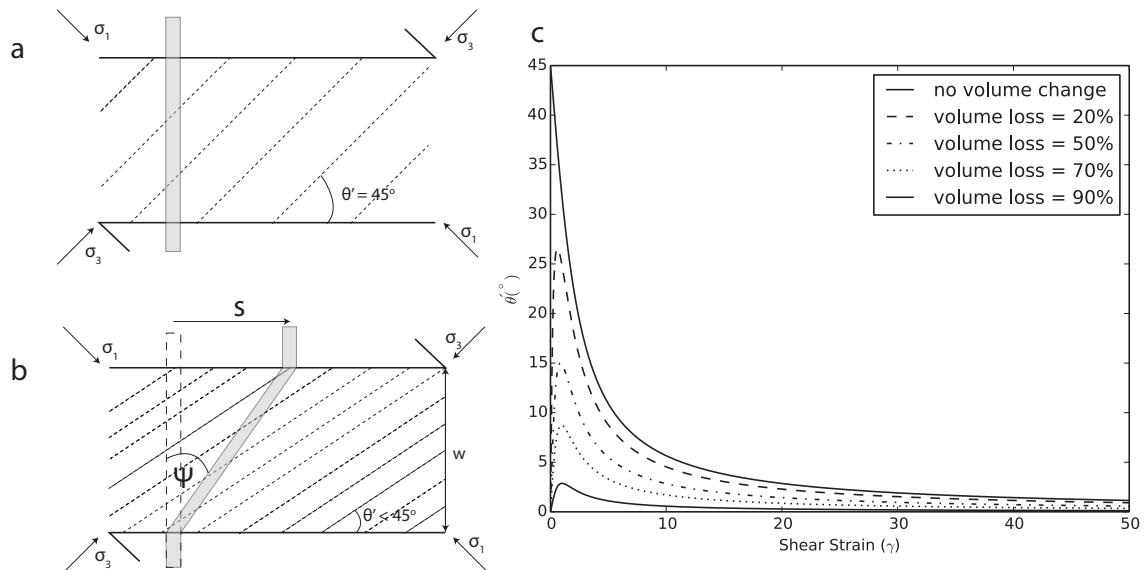 a
σ1
σ3
θ' = 45°
σ3
σ1
b
S
σ1
σ3
ψ
w
θ' < 45°
σ3
σ1
c
45
40
35
30
25
20
15
10
5
0
θ́(°)
0 10 20 30 40 50
Shear Strain (γ)
no volume change
volume loss = 20%
volume loss = 50%
volume loss = 70%
volume loss = 90%